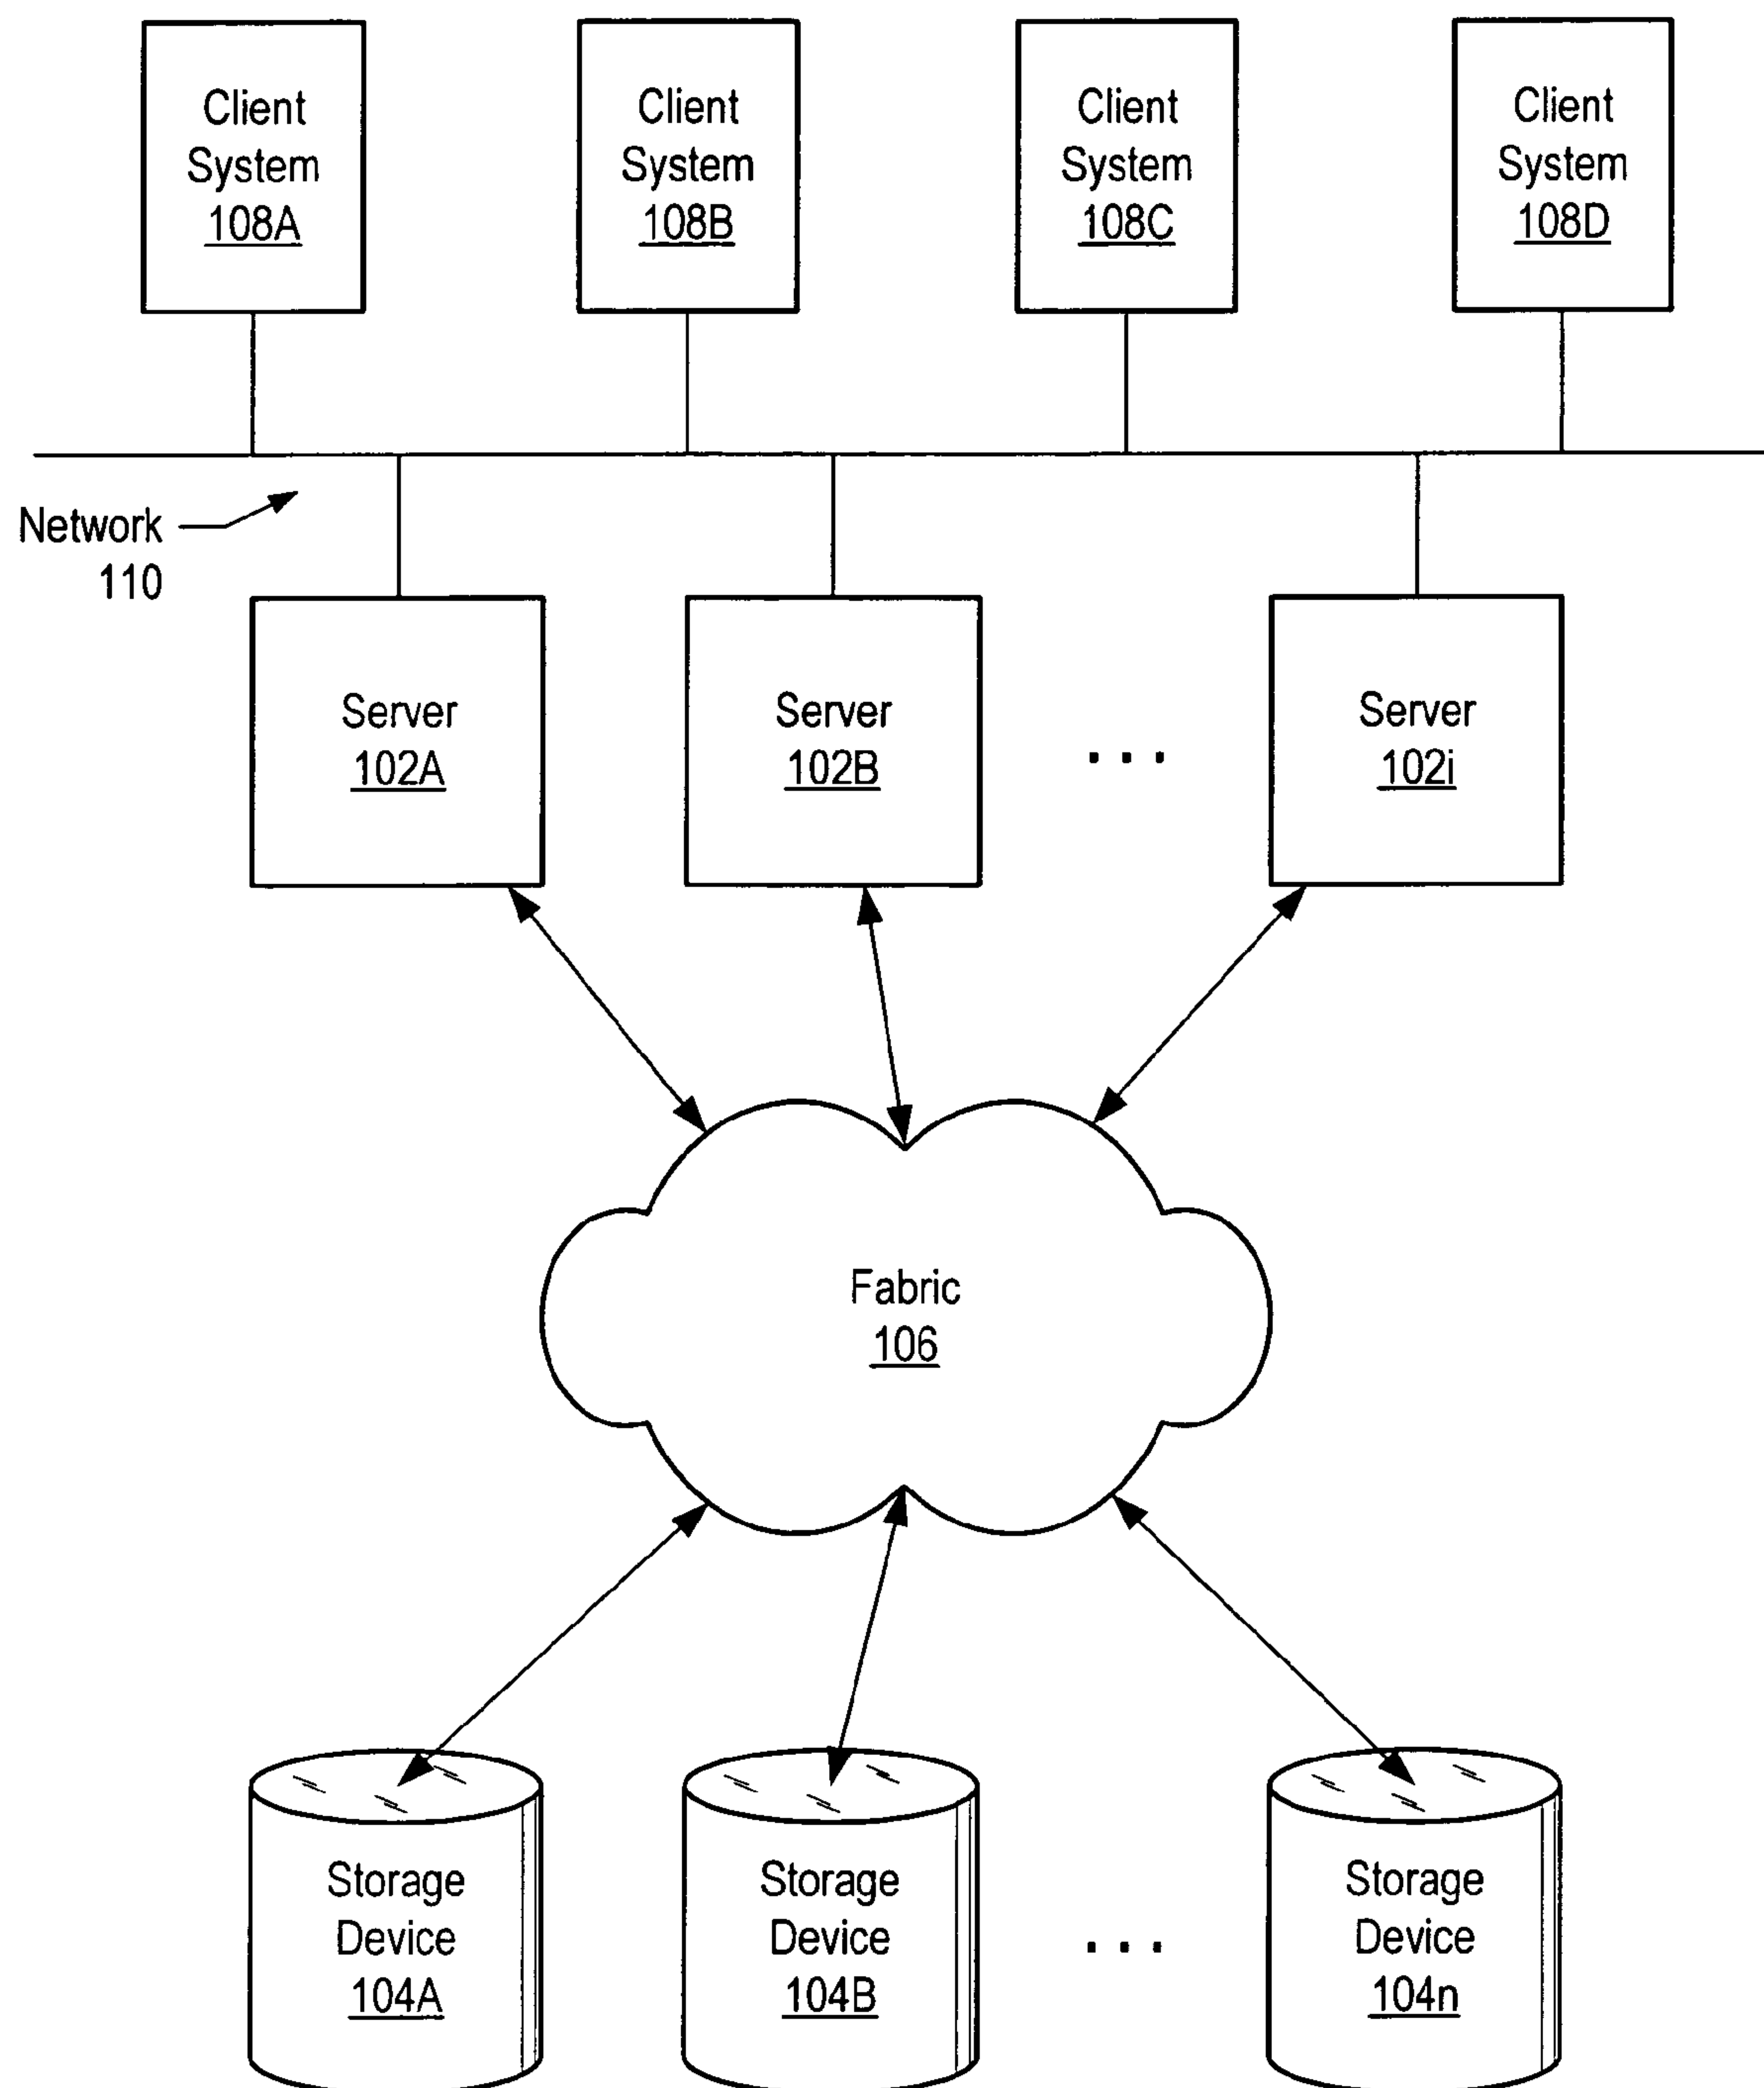 Client
System
108A
Client
System
108B
Client
System
108C
Client
System
108D
Network
110
Server
102A
Server
102B
. . .
Server
102i
Fabric
106
Storage
Device
104A
Storage
Device
104B
. . .
Storage
Device
104n